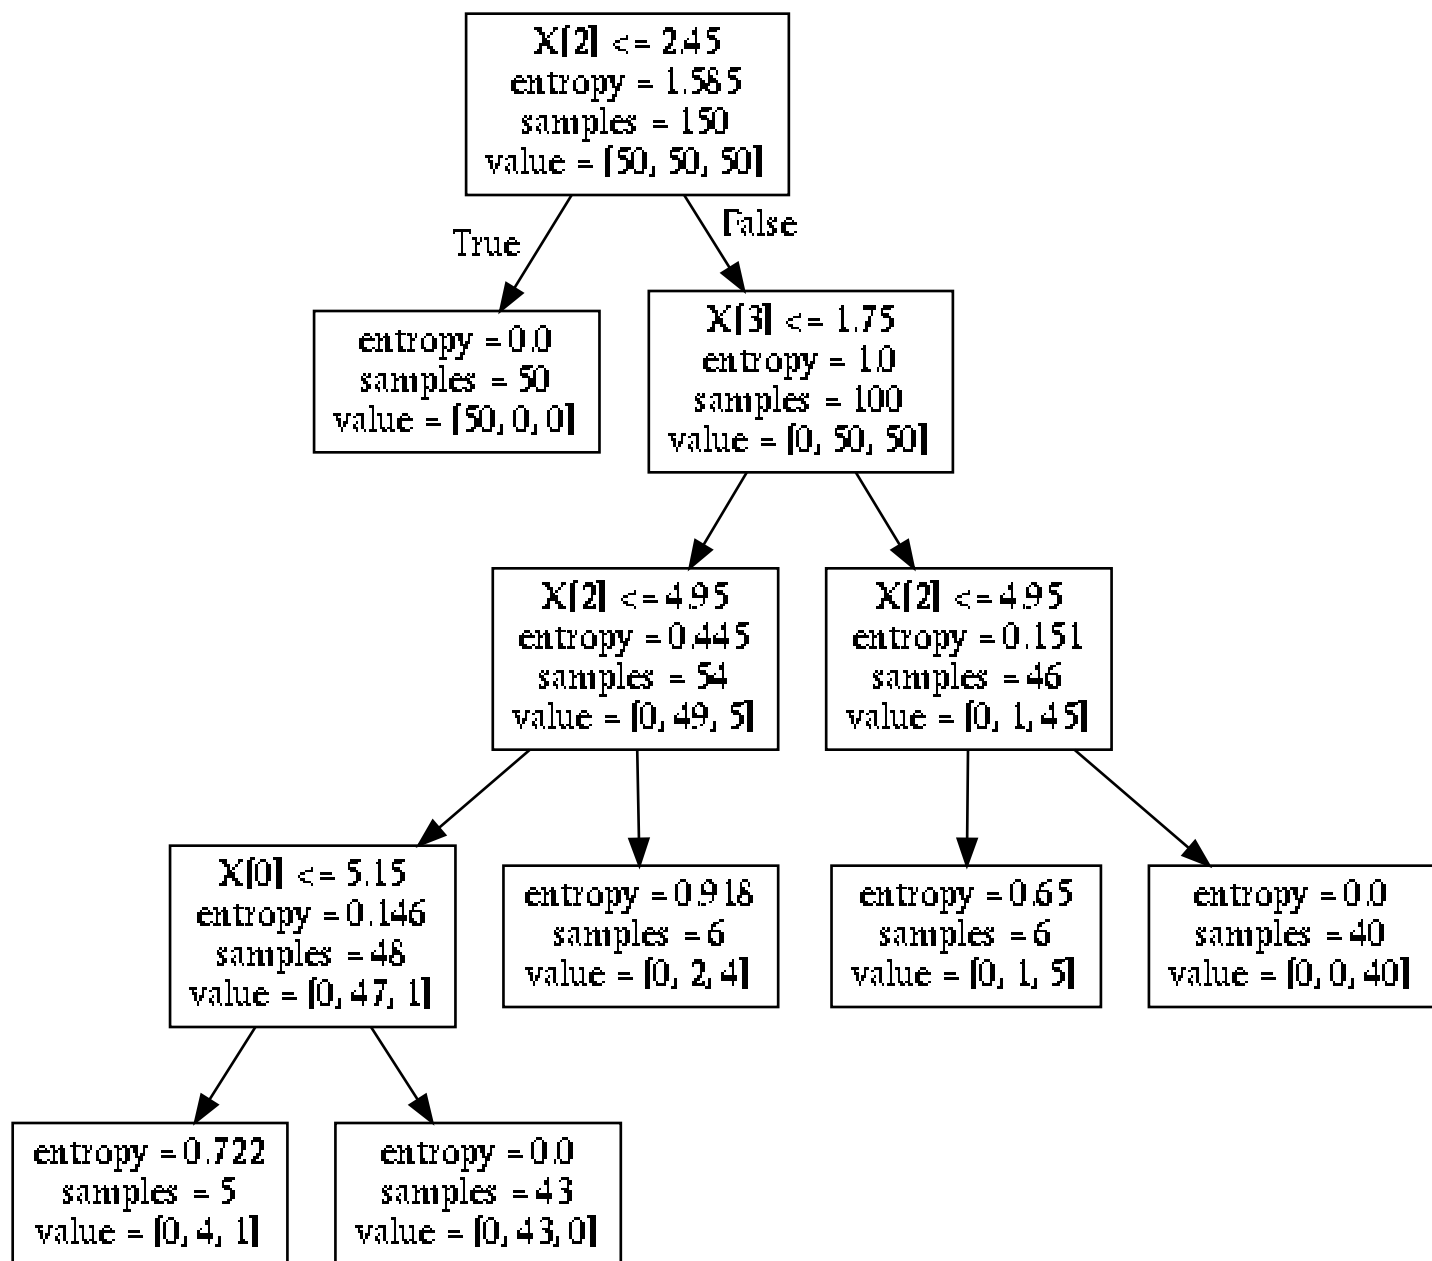 X[2] <= 2.45
entropy = 1.585
samples = 150
value = [50, 50, 50]
True
False
entropy = 0.0
samples = 50
value = [50, 0, 0]
X[3] <= 1.75
entropy = 1.0
samples = 100
value = [0, 50, 50]
X[2] <= 4.95
entropy = 0.445
samples = 54
value = [0, 49, 5]
X[2] <= 4.95
entropy = 0.151
samples = 46
value = [0, 1, 45]
X[0] <= 5.15
entropy = 0.146
samples = 48
value = [0, 47, 1]
entropy = 0.918
samples = 6
value = [0, 2, 4]
entropy = 0.65
samples = 6
value = [0, 1, 5]
entropy = 0.0
samples = 40
value = [0, 0, 40]
entropy = 0.722
samples = 5
value = [0, 4, 1]
entropy = 0.0
samples = 43
value = [0, 43, 0]